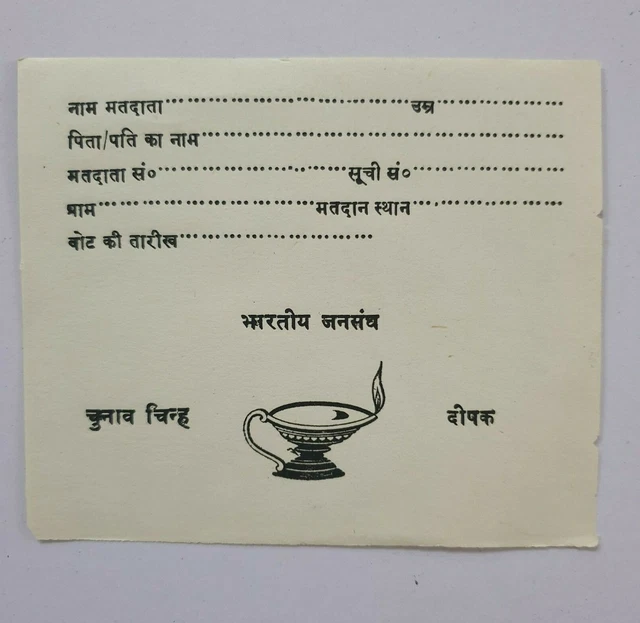 नाम मतदाता........................उम्र.............
पिता/पति का नाम....................................
मतदाता सं०...................सूची सं०...............
ग्राम......................मतदान स्थान...............
वोट की तारीख...................
भारतीय जनसंघ
चुनाव चिन्ह दीपक